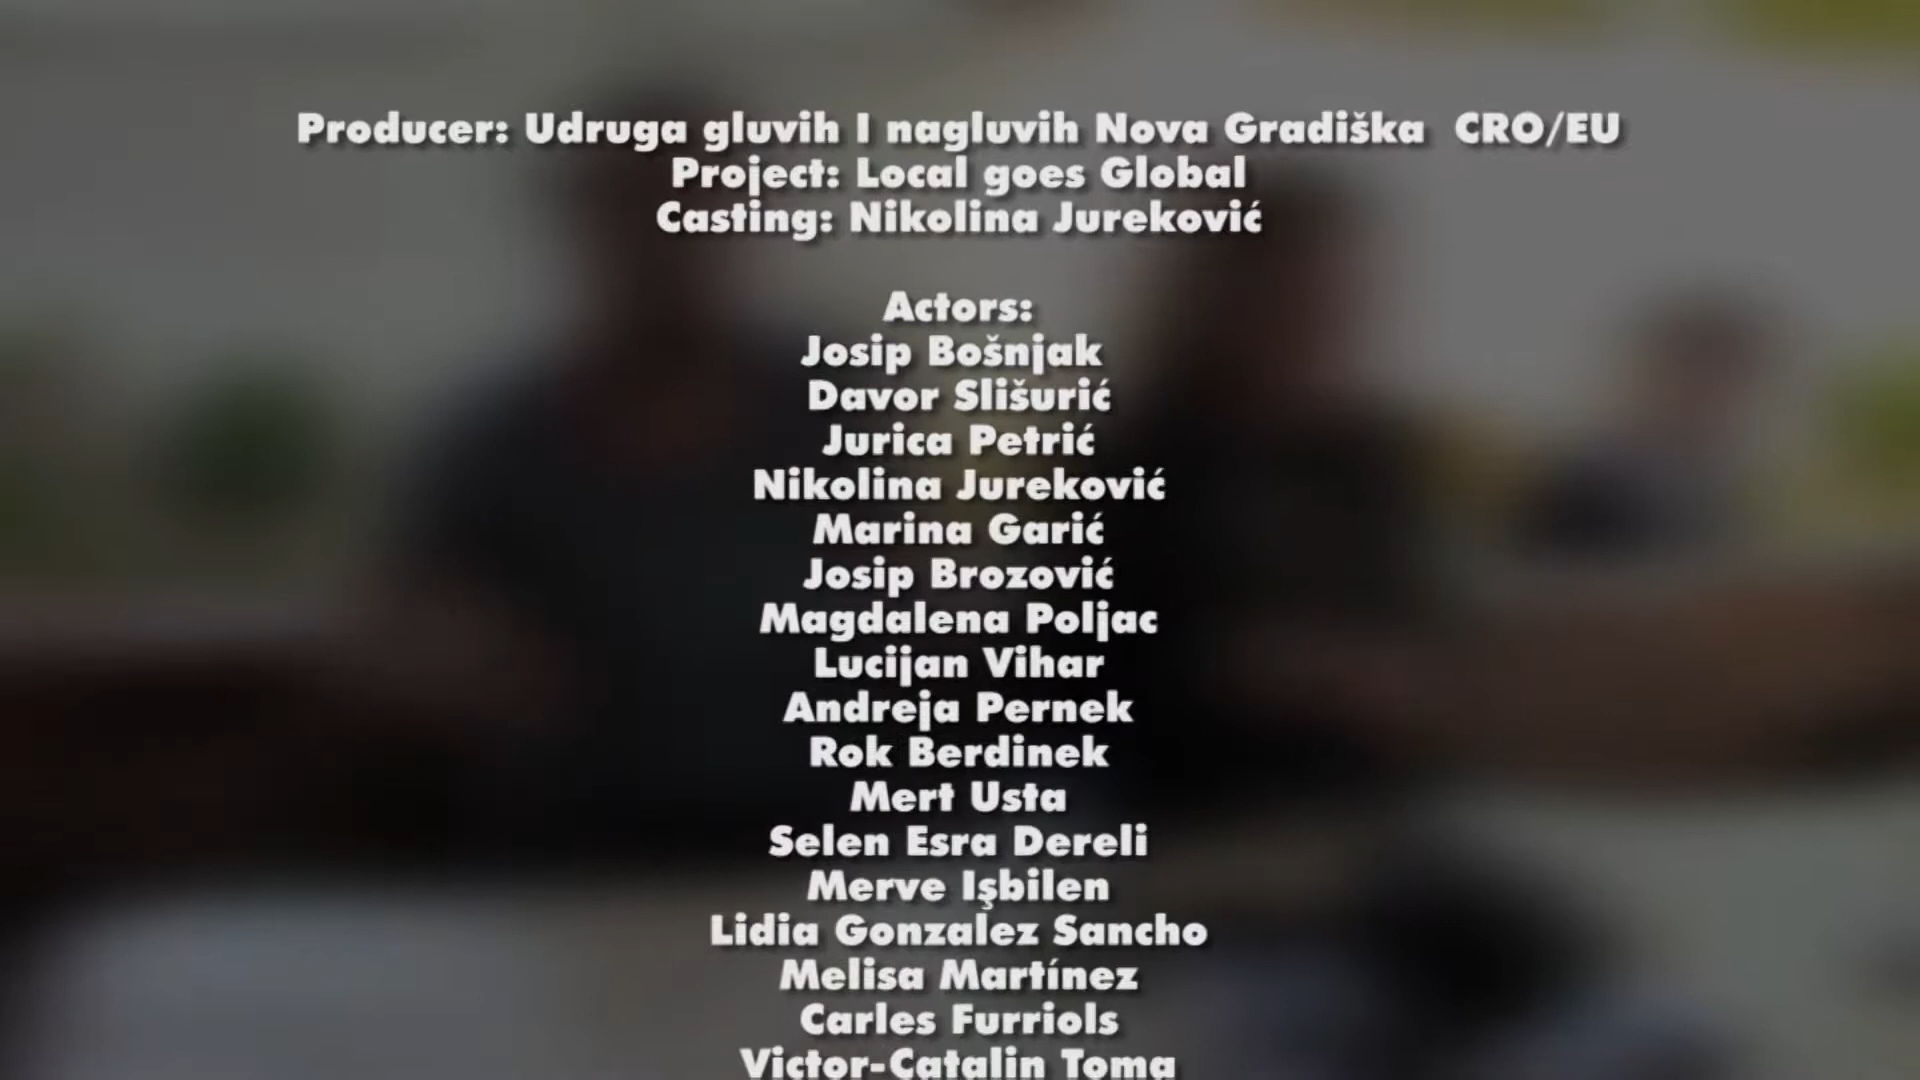 Producer: Udruga gluvih I nagluvih Nova Gradiška CRO/EU
Project: Local goes Global
Casting: Nikolina Jureković
Actors:
Josip Bošnjak
Davor Slišurić
Jurica Petrić
Nikolina Jureković
Marina Garić
Josip Brozović
Magdalena Poljac
Lucijan Vihar
Andreja Pernek
Rok Berdinek
Mert Usta
Selen Esra Dereli
Merve Işbilen
Lidia Gonzalez Sancho
Melisa Martínez
Carles Furriols
Victor-Catalin Toma